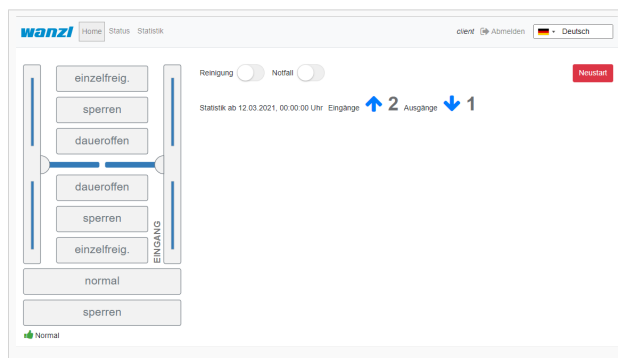 wanzl Home Status Statistik client Abmelden Deutsch
Reinigung Notfall Neustart
Statistik ab 12.03.2021, 00:00:00 Uhr Eingänge 2 Ausgänge 1
einzelfreig.
sperren
daueroffen
daueroffen
sperren
einzelfreig.
EINGANG
normal
sperren
Normal